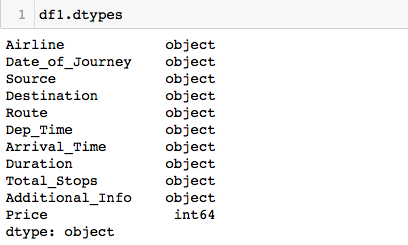 1 df1.dtypes
Airline object
Date_of_Journey object
Source object
Destination object
Route object
Dep_Time object
Arrival_Time object
Duration object
Total_Stops object
Additional_Info object
Price int64
dtype: object